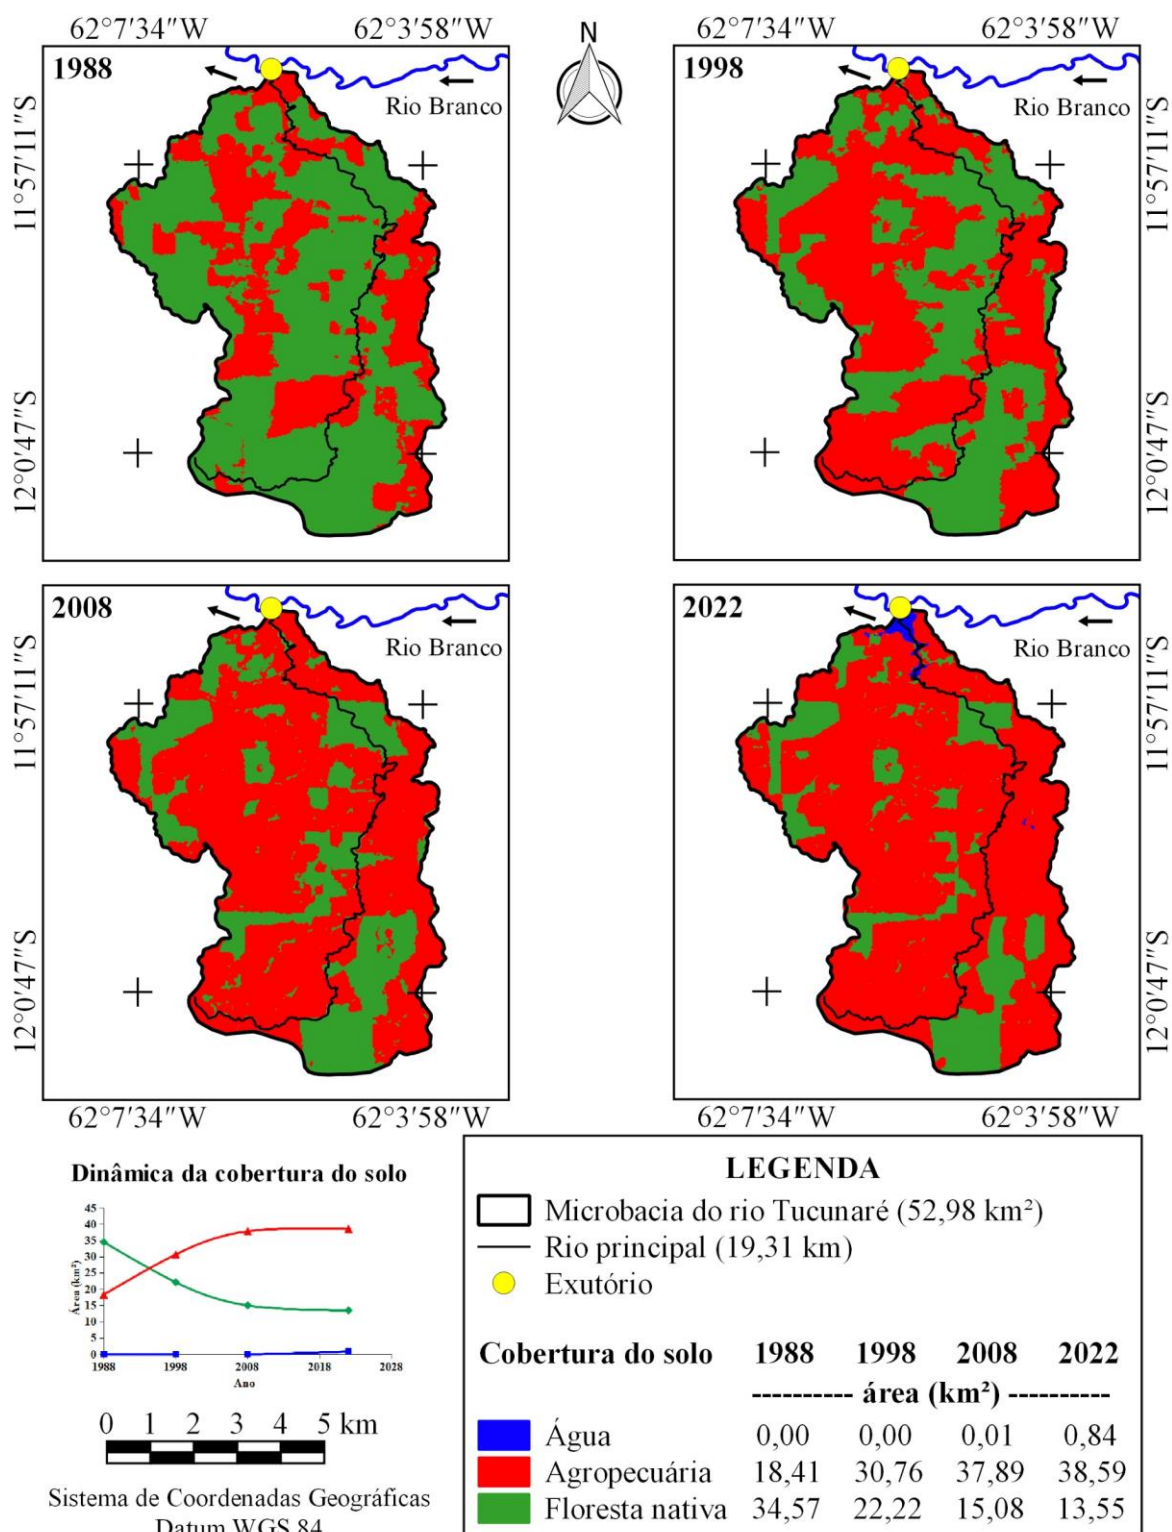 62°7'34"W 62°3'58"W N 62°7'34"W 62°3'58"W
1988
Rio Branco
11°57'11"S
12°0'47"S
1998
Rio Branco
11°57'11"S
12°0'47"S
2008
Rio Branco
11°57'11"S
12°0'47"S
2022
Rio Branco
11°57'11"S
12°0'47"S
62°7'34"W 62°3'58"W 62°7'34"W 62°3'58"W
Dinâmica da cobertura do solo
Área (km²)
45
40
35
30
25
20
15
10
5
0
1988 1998 2008 2018 2028
Ano
0 1 2 3 4 5 km
Sistema de Coordenadas Geográficas
Datum WGS 84
LEGENDA
Microbacia do rio Tucunaré (52,98 km²)
Rio principal (19,31 km)
Exutório
Cobertura do solo 1988 1998 2008 2022
---------- área (km²) ----------
Água 0,00 0,00 0,01 0,84
Agropecuária 18,41 30,76 37,89 38,59
Floresta nativa 34,57 22,22 15,08 13,55